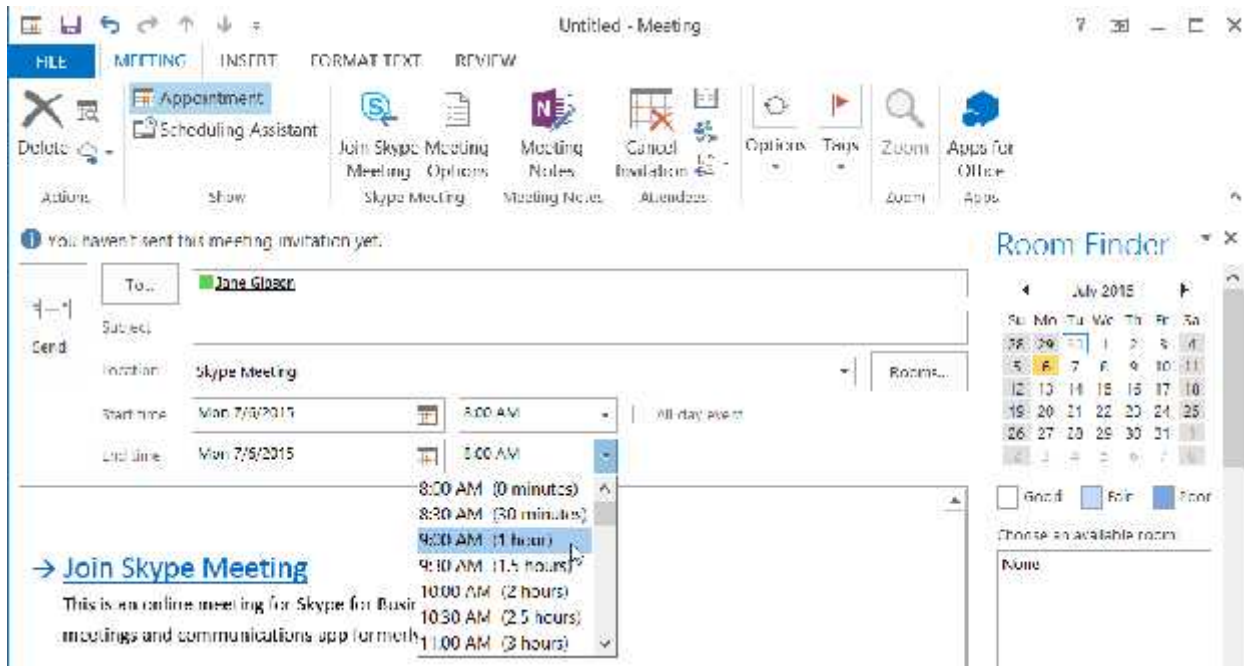 Untitled - Meeting
FILE MEETING INSERT FORMAT TEXT REVIEW
Appointment
Scheduling Assistant
Delete
Join Skype Meeting
Meeting Options
Meeting Notes
Cancel Invitation
Options Tags Zoom
Apps for Office
Actions Show Skype Meeting Meeting Notes Attendees Zoom Apps
You haven't sent this meeting invitation yet.
Send
To...
Subject
Location Skype Meeting Rooms...
Start time Mon 7/6/2015 8:00 AM All day event
End time Mon 7/6/2015 8:00 AM
8:00 AM (0 minutes)
8:30 AM (30 minutes)
9:00 AM (1 hour)
9:30 AM (1.5 hours)
10:00 AM (2 hours)
10:30 AM (2.5 hours)
11:00 AM (3 hours)
→ Join Skype Meeting
This is an online meeting for Skype for
meetings and communications app
Room Finder
July 2015
Su Mo Tu We Th Fr Sa
28 29 30 1 2 3 4
5 6 7 8 9 10 11
12 13 14 15 16 17 18
19 20 21 22 23 24 25
26 27 28 29 30 31 1
2 3 4 5 6 7 8
Good Fair Poor
Choose an available room:
None